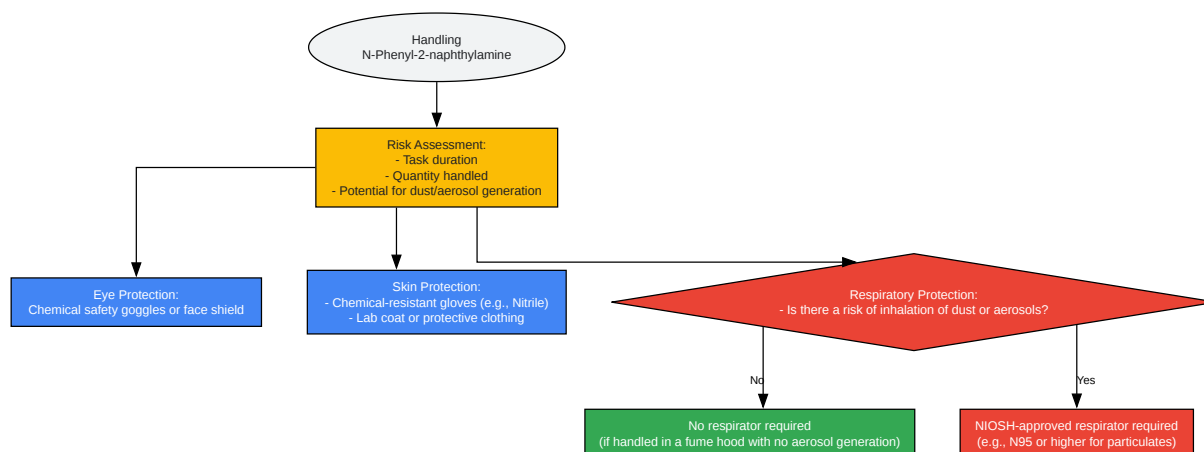 Handling
N-Phenyl-2-naphthylamine
Risk Assessment:
- Task duration
- Quantity handled
- Potential for dust/aerosol generation
Eye Protection:
Chemical safety goggles or face shield
Skin Protection:
- Chemical-resistant gloves (e.g., Nitrile)
- Lab coat or protective clothing
Respiratory Protection:
- Is there a risk of inhalation of dust or aerosols?
No
Yes
No respirator required
(if handled in a fume hood with no aerosol generation)
NIOSH-approved respirator required
(e.g., N95 or higher for particulates)